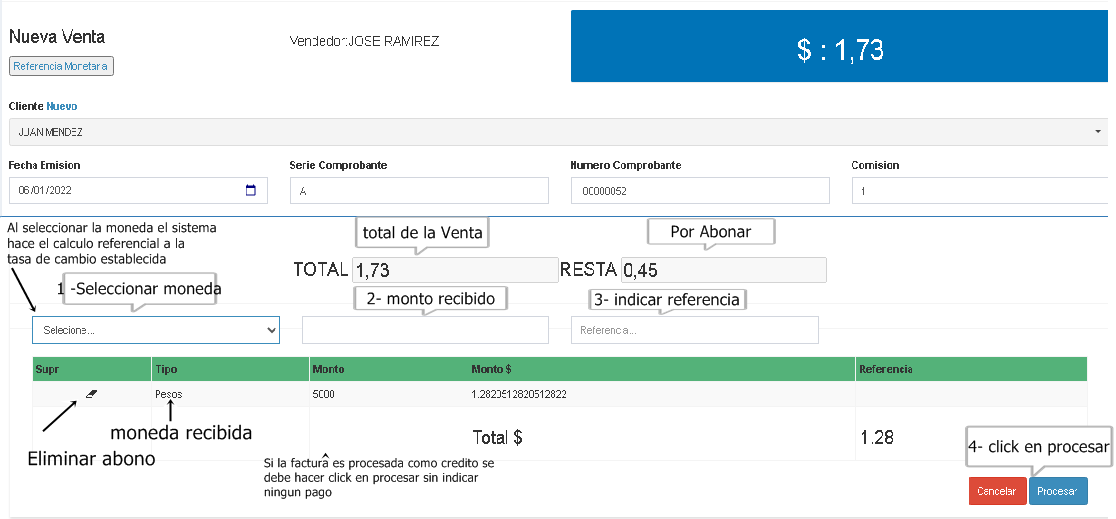 Nueva Venta
Vendedor:JOSE RAMIREZ
$ : 1,73
Referencia Monetaria
Cliente Nuevo
JUAN MENDEZ
Fecha Emision
Serie Comprobante
Numero Comprobante
Comision
06/01/2022
A
00000052
1
Al seleccionar la moneda el sistema
hace el calculo referencial a la
tasa de cambio establecida
total de la Venta
Por Abonar
TOTAL 1,73
RESTA 0,45
1 -Seleccionar moneda
2- monto recibido
3- indicar referencia
Selecione...
Referencia...
Supr Tipo Monto Monto $ Referencia
Pesos 5000 1.2820512820512822
moneda recibida
Total $
1.28
Eliminar abono
Si la factura es procesada como credito se
debe hacer click en procesar sin indicar
ningun pago
4- click en procesar
Cancelar
Procesar